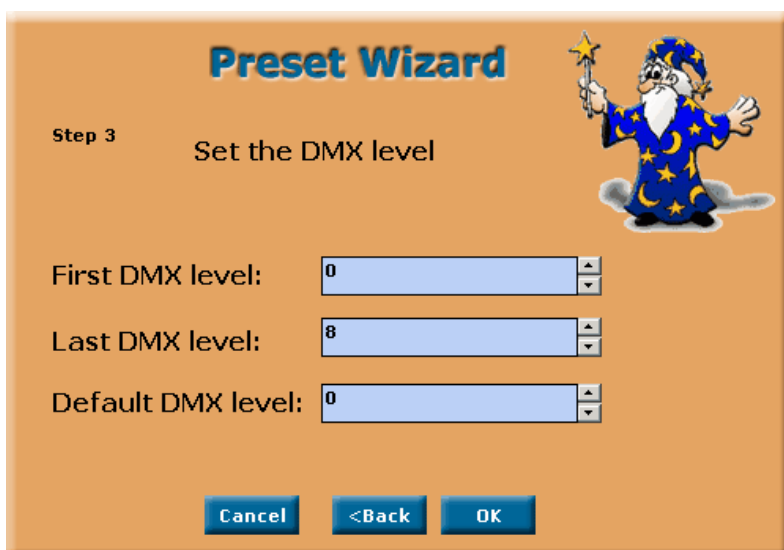 Preset Wizard
Step 3
Set the DMX level
First DMX level:
0
Last DMX level:
8
Default DMX level:
0
Cancel
<Back
OK